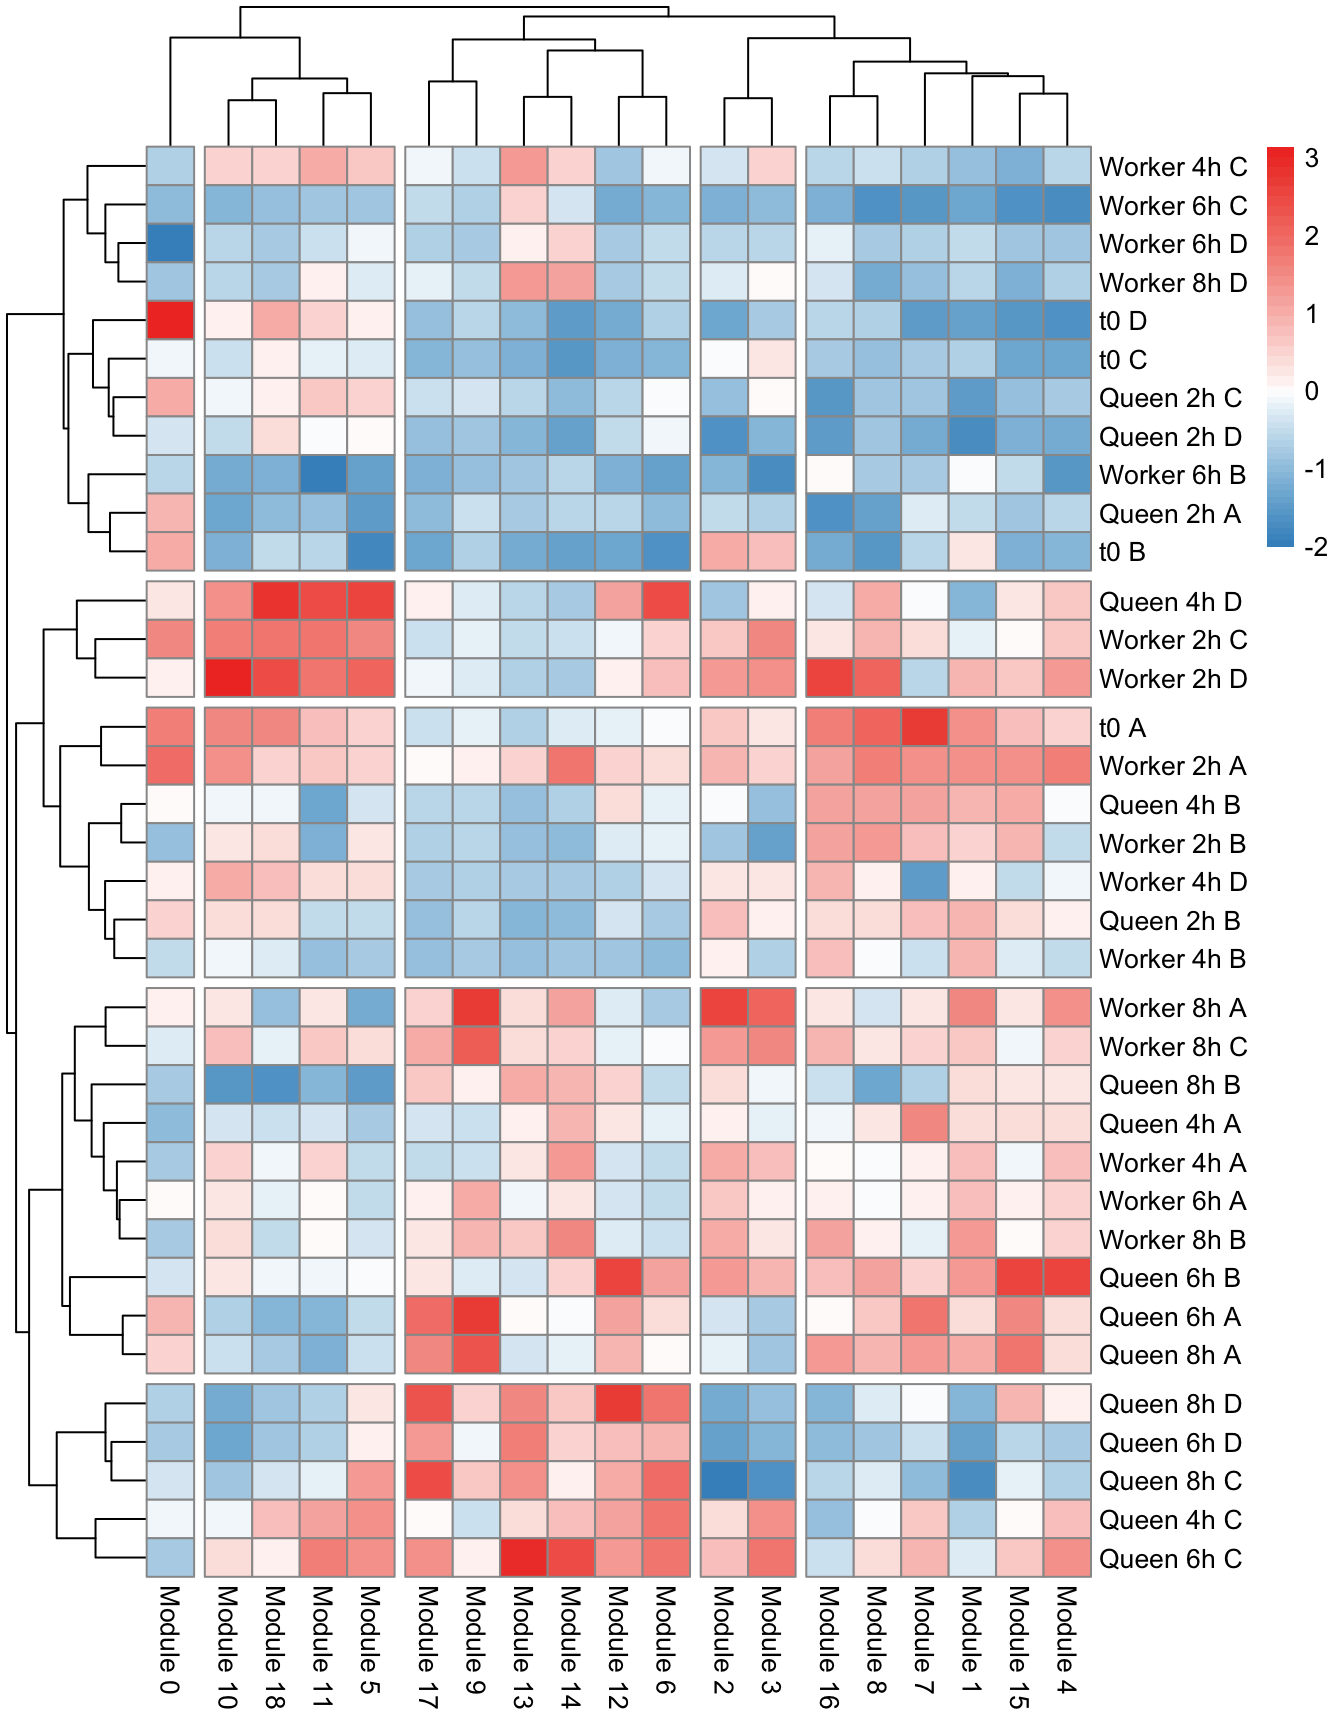 3
2
1
0
-1
-2
Worker 4h C
Worker 6h C
Worker 6h D
Worker 8h D
t0 D
t0 C
Queen 2h C
Queen 2h D
Worker 6h B
Queen 2h A
t0 B
Queen 4h D
Worker 2h C
Worker 2h D
t0 A
Worker 2h A
Queen 4h B
Worker 2h B
Worker 4h D
Queen 2h B
Worker 4h B
Worker 8h A
Worker 8h C
Queen 8h B
Queen 4h A
Worker 4h A
Worker 6h A
Worker 8h B
Queen 6h B
Queen 6h A
Queen 8h A
Queen 8h D
Queen 6h D
Queen 8h C
Queen 4h C
Queen 6h C
Module 0
Module 10
Module 18
Module 11
Module 5
Module 17
Module 9
Module 13
Module 14
Module 12
Module 6
Module 2
Module 3
Module 16
Module 8
Module 7
Module 1
Module 15
Module 4